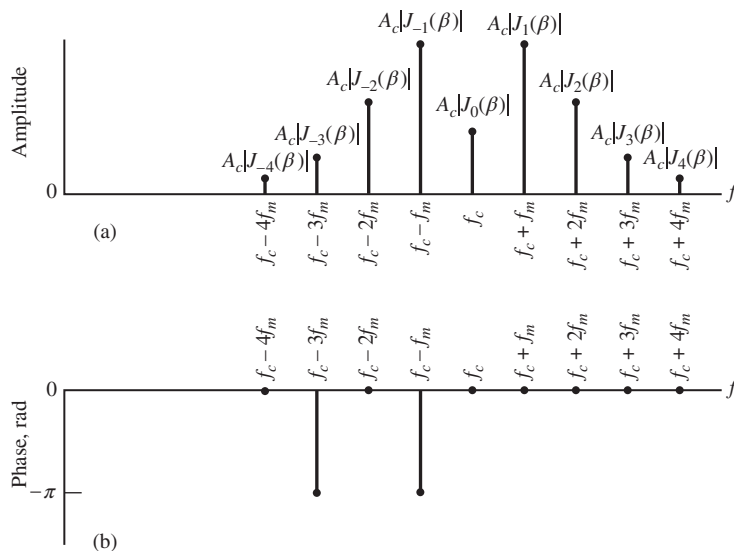 A_c|J_{-1}(β)|
A_c|J_1(β)|
A_c|J_{-2}(β)|
A_c|J_2(β)|
A_c|J_0(β)|
A_c|J_{-3}(β)|
A_c|J_3(β)|
A_c|J_{-4}(β)|
A_c|J_4(β)|
Amplitude
0
f
(a)
f_c − 4f_m
f_c − 3f_m
f_c − 2f_m
f_c − f_m
f_c
f_c + f_m
f_c + 2f_m
f_c + 3f_m
f_c + 4f_m
f_c − 4f_m
f_c − 3f_m
f_c − 2f_m
f_c − f_m
f_c
f_c + f_m
f_c + 2f_m
f_c + 3f_m
f_c + 4f_m
0
f
Phase, rad
−π
(b)